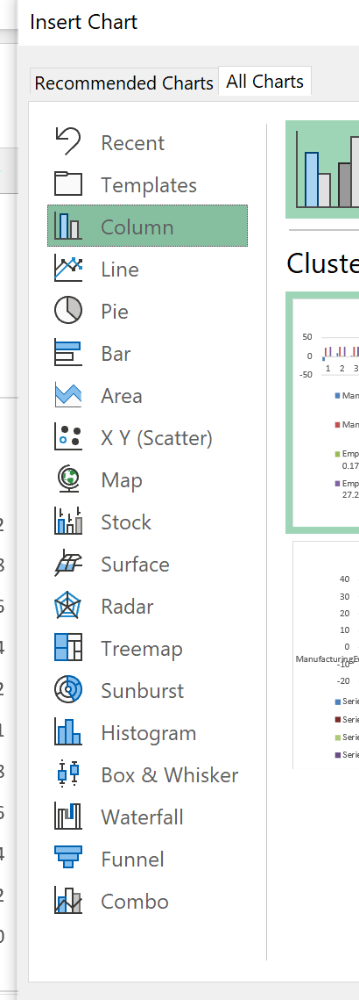 Insert Chart
Recommended Charts
All Charts
Recent
Templates
Column
Line
Pie
Bar
Area
X Y (Scatter)
Map
Stock
Surface
Radar
Treemap
Sunburst
Histogram
Box & Whisker
Waterfall
Funnel
Combo
Cluste
50
0
-50
1 2 3
Man
Man
Emp
0.17
Emp
27.2
40
30
20
10
0
-10
-20
Serie
Serie
Serie
Serie
2
3
5
4
2
1
3
5
4
2
0